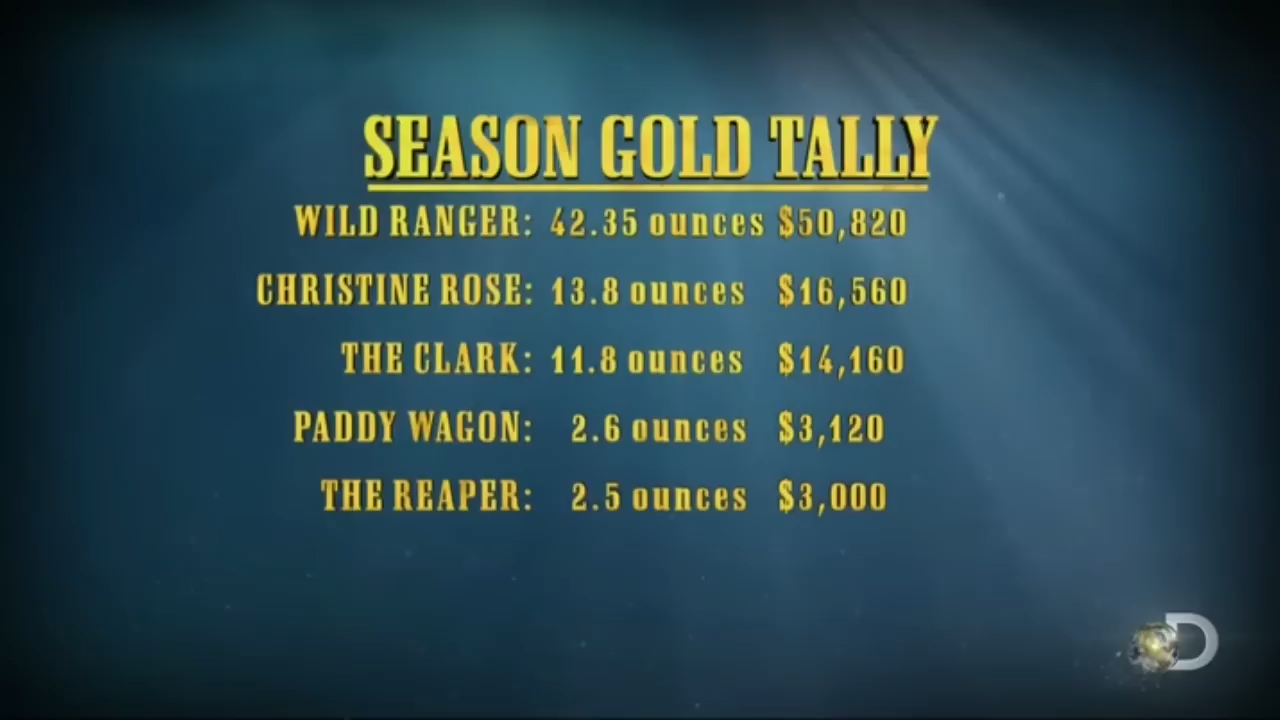 SEASON GOLD TALLY
WILD RANGER: 42.35 ounces $50,820
CHRISTINE ROSE: 13.8 ounces $16,560
THE CLARK: 11.8 ounces $14,160
PADDY WAGON: 2.6 ounces $3,120
THE REAPER: 2.5 ounces $3,000
D